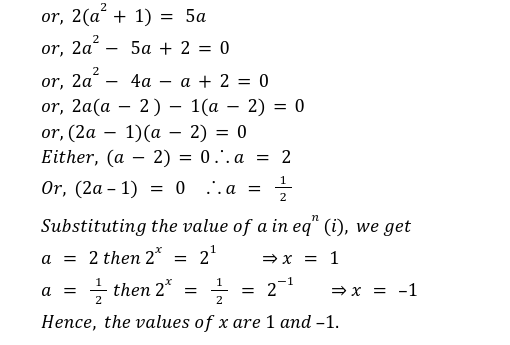 or, 2(a² + 1) = 5a
or, 2a² − 5a + 2 = 0
or, 2a² − 4a − a + 2 = 0
or, 2a(a − 2 ) − 1(a − 2) = 0
or, (2a − 1)(a − 2) = 0
Either, (a − 2) = 0 ∴ a = 2
Or, (2a – 1) = 0 ∴ a = 1/2
Substituting the value of a in eqⁿ (i), we get
a = 2 then 2ˣ = 2¹ ⇒ x = 1
a = 1/2 then 2ˣ = 1/2 = 2⁻¹ ⇒ x = –1
Hence, the values of x are 1 and –1.